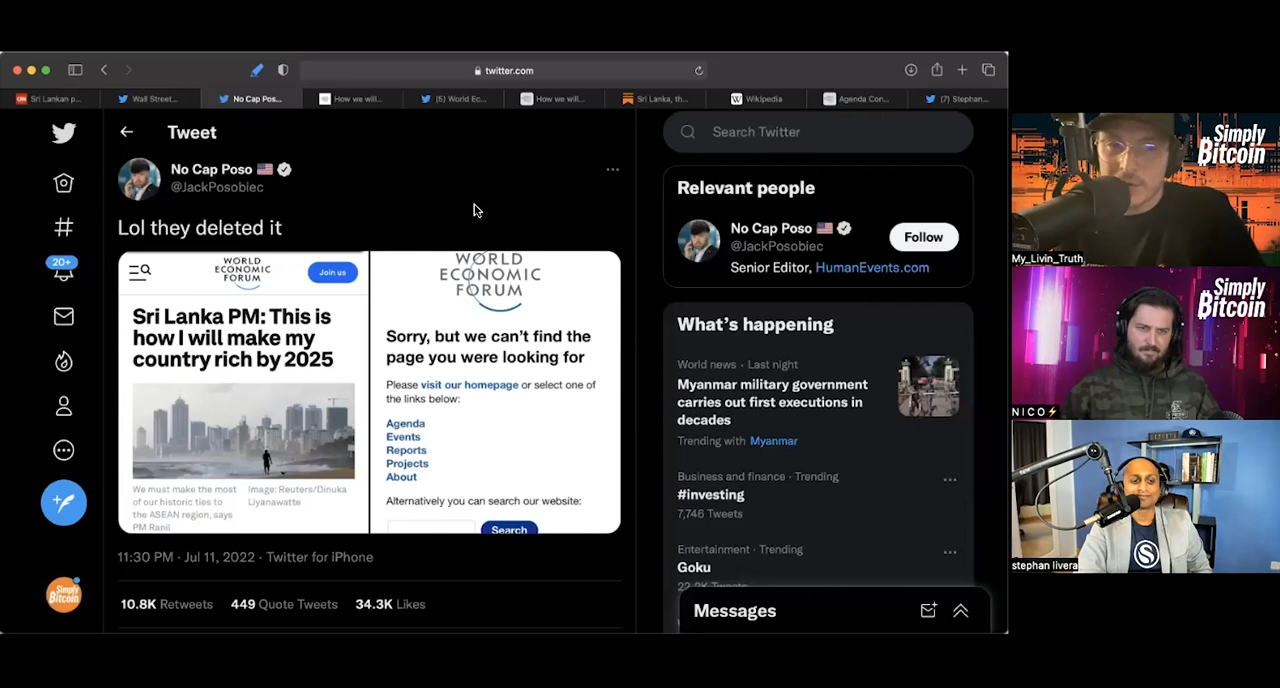 twitter.com
Sri Lankan p...
Wall Street...
No Cap Pos...
How we will...
(5) World Ec...
How we will...
Sri Lanka, th...
Wikipedia
Agenda Con...
(7) Stephan...
Tweet
No Cap Poso
@JackPosobiec
Lol they deleted it
WORLD
ECONOMIC
FORUM
Join us
Sri Lanka PM: This is
how I will make my
country rich by 2025
We must make the most
of our historic ties to
the ASEAN region, says
PM Ranil
Image: Reuters/Dinuka
Liyanawatte
WORLD
ECONOMIC
FORUM
Sorry, but we can't find the
page you were looking for
Please visit our homepage or select one of
the links below:
Agenda
Events
Reports
Projects
About
Alternatively you can search our website:
Search
11:30 PM · Jul 11, 2022 · Twitter for iPhone
10.8K Retweets 449 Quote Tweets 34.3K Likes
20+
Simply
Bitcoin
Search Twitter
Relevant people
No Cap Poso
@JackPosobiec
Follow
Senior Editor, HumanEvents.com
What's happening
World news · Last night
Myanmar military government
carries out first executions in
decades
Trending with Myanmar
Business and finance · Trending
#investing
7,746 Tweets
Entertainment · Trending
Goku
22.2K Tweets
Messages
Simply
Bitcoin
My_Livin_Truth
Simply
Bitcoin
NICO⚡
stephan livera